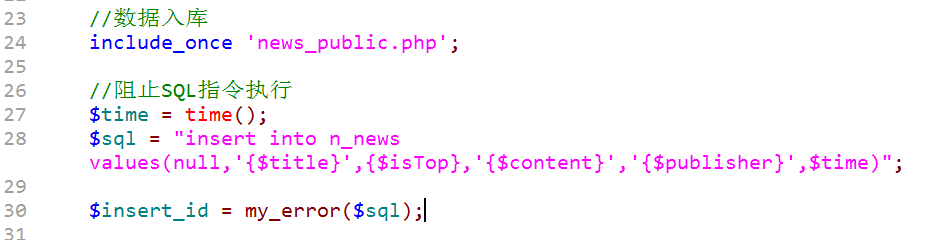 23 //数据入库
24 include_once 'news_public.php';
25
26 //阻止SQL指令执行
27 $time = time();
28 $sql = "insert into n_news
values(null,'{$title}',{$isTop},'{$content}','{$publisher}',$time)";
29
30 $insert_id = my_error($sql);
31